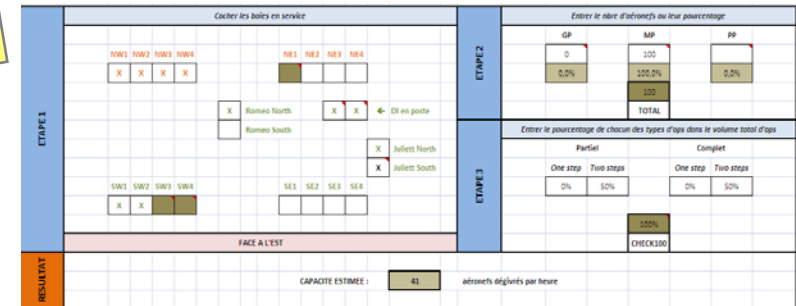 Cocher les baies en service
Entrer le nbre d'aéronefs ou leur pourcentage
ETAPE 1
ETAPE2
GP MP PP
0 100
0,0% 100,0% 0,0%
100
TOTAL
NW1 NW2 NW3 NW4 NE1 NE2 NE3 NE4
X X X X
X Romeo North X X ← DI en poste
Romeo South
X Juliett North
X Juliett South
SW1 SW2 SW3 SW4 SE1 SE2 SE3 SE4
X X
FACE A L'EST
Entrer le pourcentage de chacun des types d'ops dans le volume total d'ops
ETAPE3
Partiel Complet
One step Two steps One step Two steps
0% 50% 0% 50%
100%
CHECK100
RESULTAT
CAPACITE ESTIMEE : 41 aéronefs dégivrés par heure